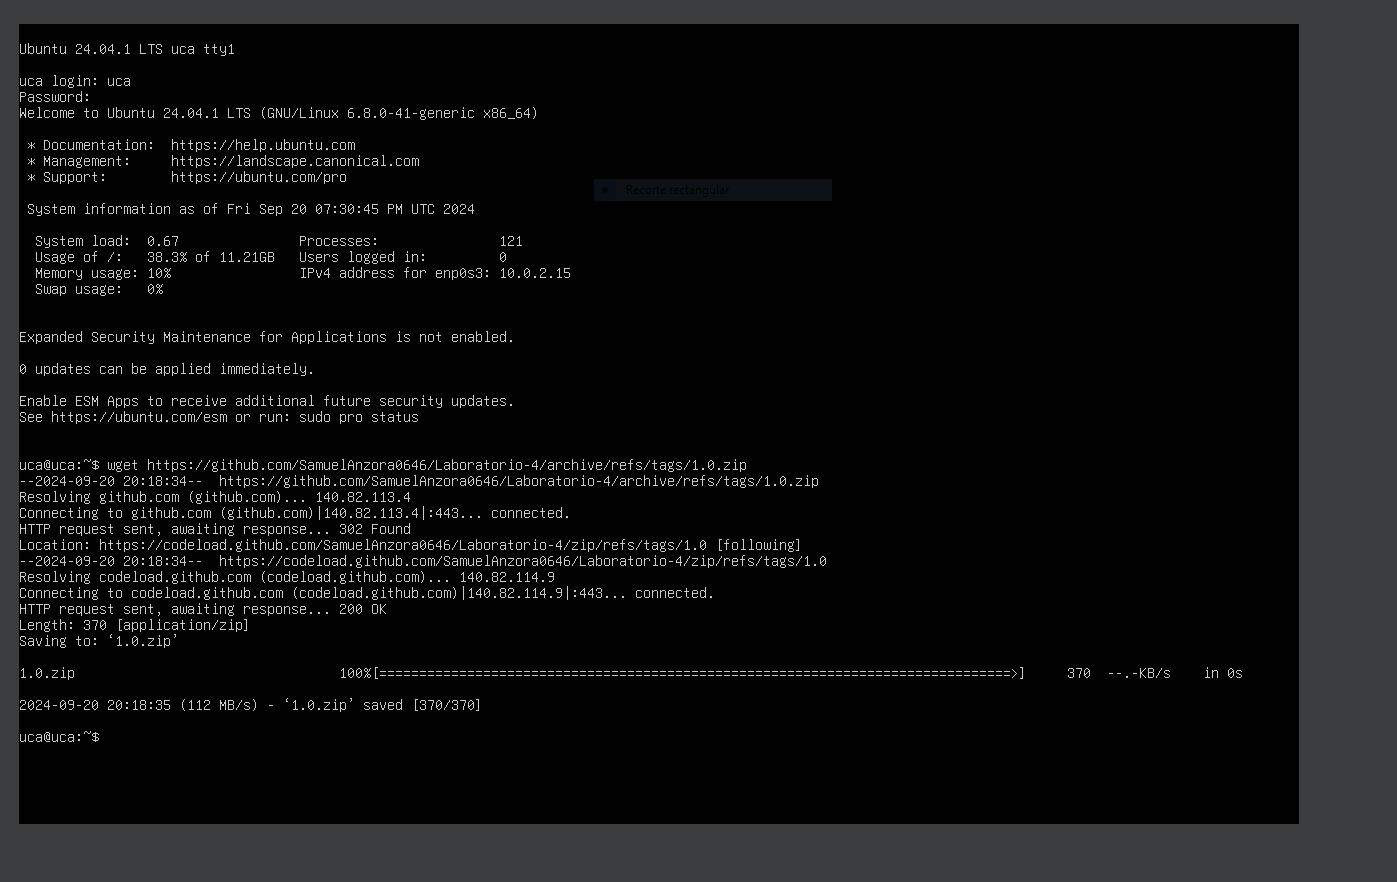 Ubuntu 24.04.1 LTS uca tty1
uca login: uca
Password:
Welcome to Ubuntu 24.04.1 LTS (GNU/Linux 6.8.0-41-generic x86_64)
* Documentation:  https://help.ubuntu.com
* Management:     https://landscape.canonical.com
* Support:        https://ubuntu.com/pro
Recorte rectangular
System information as of Fri Sep 20 07:30:45 PM UTC 2024
System load:  0.67               Processes:               121
Usage of /:   38.3% of 11.21GB   Users logged in:         0
Memory usage: 10%                IPv4 address for enp0s3: 10.0.2.15
Swap usage:   0%
Expanded Security Maintenance for Applications is not enabled.
0 updates can be applied immediately.
Enable ESM Apps to receive additional future security updates.
See https://ubuntu.com/esm or run: sudo pro status
uca@uca:~$ wget https://github.com/SamuelAnzora0646/Laboratorio-4/archive/refs/tags/1.0.zip
--2024-09-20 20:18:34--  https://github.com/SamuelAnzora0646/Laboratorio-4/archive/refs/tags/1.0.zip
Resolving github.com (github.com)... 140.82.113.4
Connecting to github.com (github.com)|140.82.113.4|:443... connected.
HTTP request sent, awaiting response... 302 Found
Location: https://codeload.github.com/SamuelAnzora0646/Laboratorio-4/zip/refs/tags/1.0 [following]
--2024-09-20 20:18:34--  https://codeload.github.com/SamuelAnzora0646/Laboratorio-4/zip/refs/tags/1.0
Resolving codeload.github.com (codeload.github.com)... 140.82.114.9
Connecting to codeload.github.com (codeload.github.com)|140.82.114.9|:443... connected.
HTTP request sent, awaiting response... 200 OK
Length: 370 [application/zip]
Saving to: ‘1.0.zip’
1.0.zip                                 100%[===============================================================================>]     370  --.-KB/s    in 0s
2024-09-20 20:18:35 (112 MB/s) - ‘1.0.zip’ saved [370/370]
uca@uca:~$